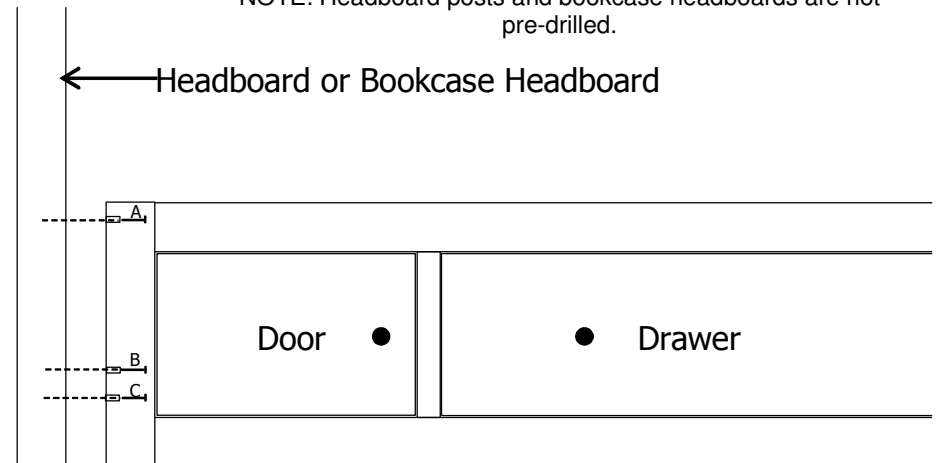 NOTE: Headboard posts and bookcase headboards are not
pre-drilled.
Headboard or Bookcase Headboard
A
Door
Drawer
B
C